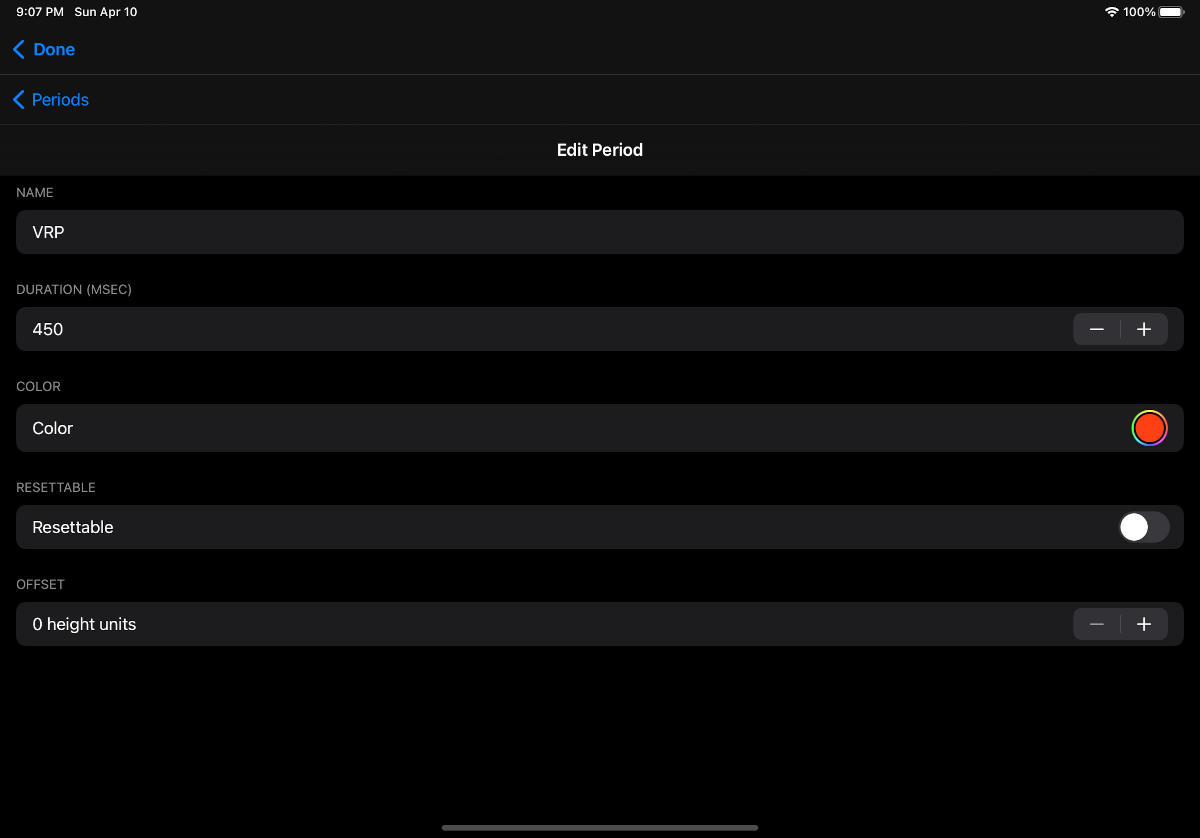 9:07 PM Sun Apr 10 100%
Done
Periods
Edit Period
NAME
VRP
DURATION (MSEC)
450
COLOR
Color
RESETTABLE
Resettable
OFFSET
0 height units